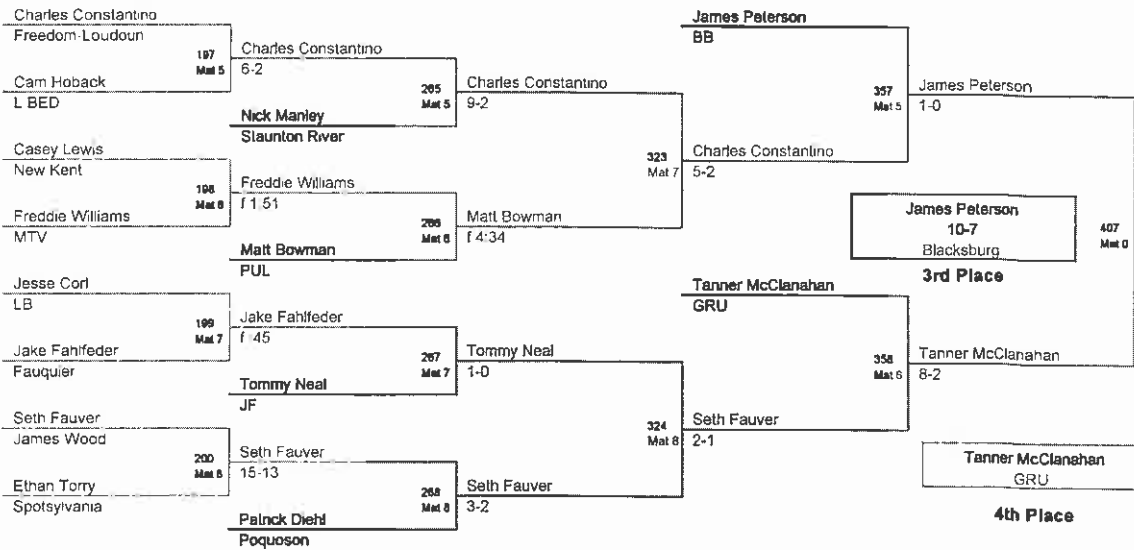 Charles Constantino
Freedom-Loudoun
197
Mat 5
Charles Constantino
6-2
Cam Hoback
L BED
265
Mat 5
Charles Constantino
9-2
Nick Manley
Staunton River
Casey Lewis
New Kent
198
Mat 6
Freddie Williams
f 1:51
Freddie Williams
MTV
266
Mat 6
Matt Bowman
f 4:34
Matt Bowman
PUL
323
Mat 7
Charles Constantino
5-2
James Peterson
BB
357
Mat 5
James Peterson
1-0
Jesse Corl
LB
199
Mat 7
Jake Fahlfeder
f :45
Jake Fahlfeder
Fauquier
267
Mat 7
Tommy Neal
1-0
Tommy Neal
JF
Seth Fauver
James Wood
200
Mat 8
Seth Fauver
15-13
Ethan Torry
Spotsylvania
268
Mat 8
Seth Fauver
3-2
Patrick Diehl
Poquoson
324
Mat 8
Seth Fauver
2-1
Tanner McClanahan
GRU
358
Mat 6
Tanner McClanahan
8-2
James Peterson
10-7
Blacksburg
3rd Place
407
Mat 0
Tanner McClanahan
GRU
4th Place